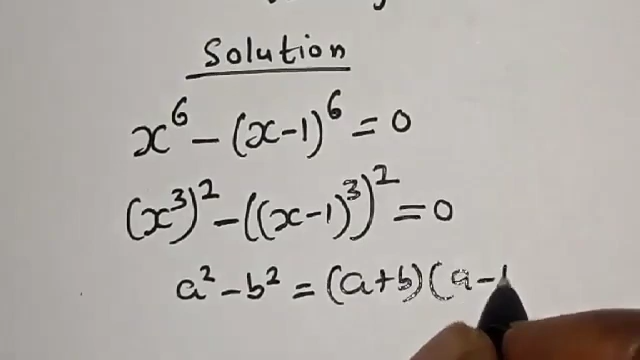 Solution
x⁶ − (x−1)⁶ = 0
(x³)² − ((x−1)³)² = 0
a² − b² = (a+b)(a−